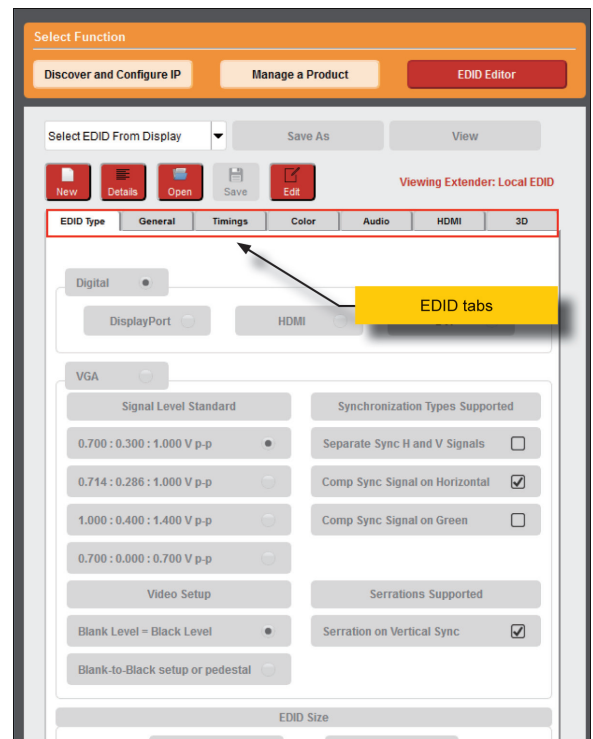 Select Function
Discover and Configure IP
Manage a Product
EDID Editor
Select EDID From Display
Save As
View
New
Details
Open
Save
Edit
Viewing Extender: Local EDID
EDID Type
General
Timings
Color
Audio
HDMI
3D
Digital
EDID tabs
DisplayPort
HDMI
VGA
Signal Level Standard
Synchronization Types Supported
0.700 : 0.300 : 1.000 V p-p
Separate Sync H and V Signals
0.714 : 0.286 : 1.000 V p-p
Comp Sync Signal on Horizontal
1.000 : 0.400 : 1.400 V p-p
Comp Sync Signal on Green
0.700 : 0.000 : 0.700 V p-p
Video Setup
Serrations Supported
Blank Level = Black Level
Serration on Vertical Sync
Blank-to-Black setup or pedestal
EDID Size